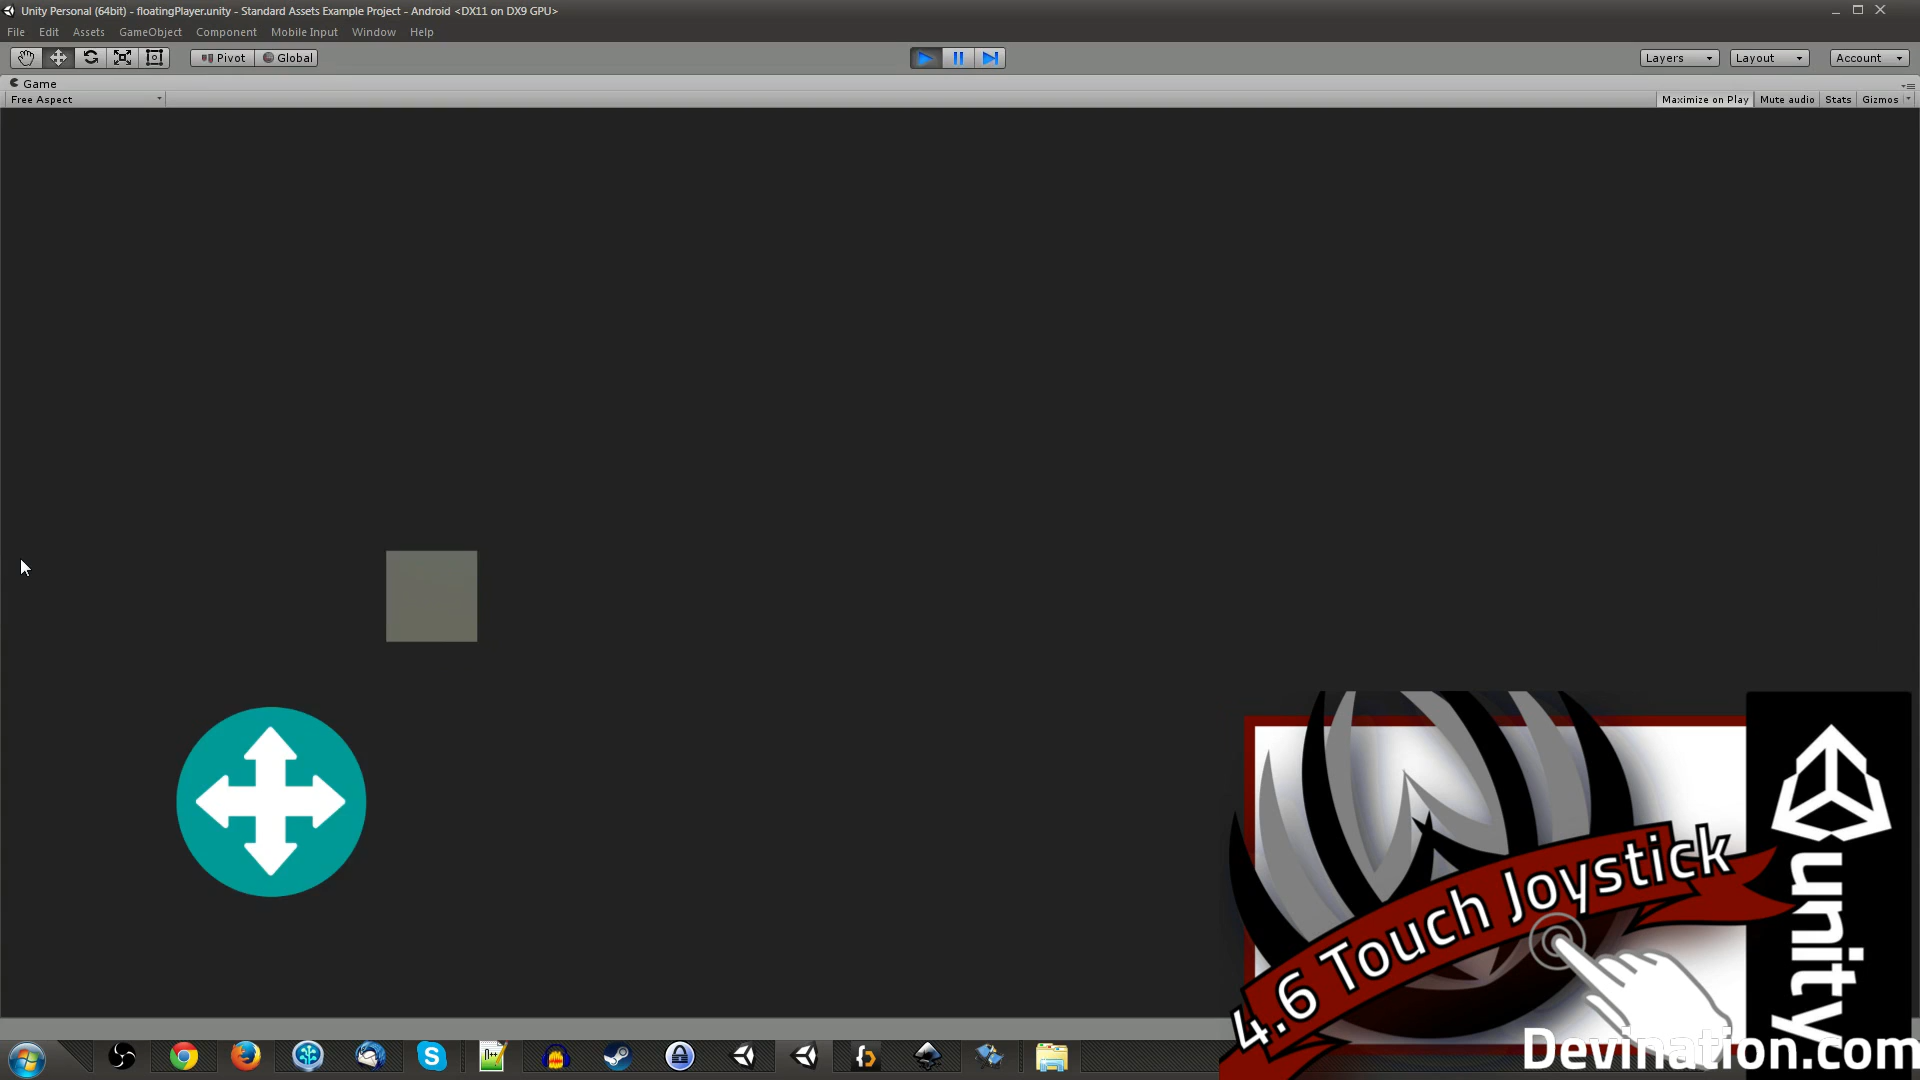 Unity Personal (64bit) - floatingPlayer.unity - Standard Assets Example Project - Android <DX11 on DX9 GPU>
File Edit Assets GameObject Component Mobile Input Window Help
Pivot Global Layers Layout Account
Game
Free Aspect Maximize on Play Mute audio Stats Gizmos
4.6 Touch Joystick
unity
Devination.com